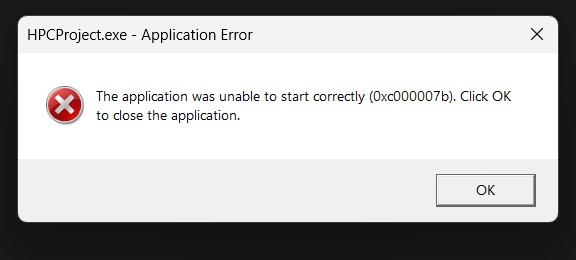 HPCProject.exe - Application Error
The application was unable to start correctly (0xc000007b). Click OK
to close the application.
OK